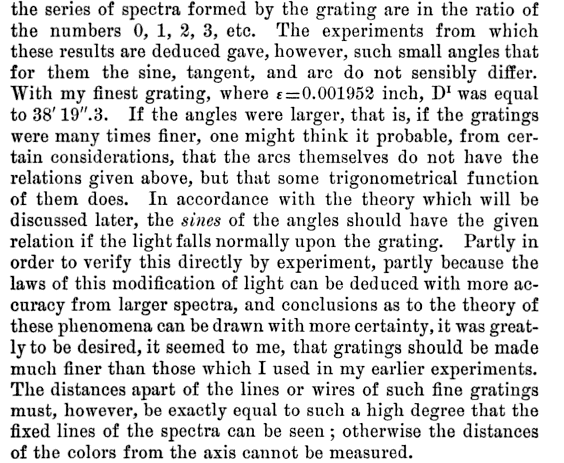 the series of spectra formed by the grating are in the ratio of
the numbers 0, 1, 2, 3, etc. The experiments from which
these results are deduced gave, however, such small angles that
for them the sine, tangent, and arc do not sensibly differ.
With my finest grating, where ε=0.001952 inch, Dᴵ was equal
to 38′ 19″.3. If the angles were larger, that is, if the gratings
were many times finer, one might think it probable, from cer-
tain considerations, that the arcs themselves do not have the
relations given above, but that some trigonometrical function
of them does. In accordance with the theory which will be
discussed later, the sines of the angles should have the given
relation if the light falls normally upon the grating. Partly in
order to verify this directly by experiment, partly because the
laws of this modification of light can be deduced with more ac-
curacy from larger spectra, and conclusions as to the theory of
these phenomena can be drawn with more certainty, it was great-
ly to be desired, it seemed to me, that gratings should be made
much finer than those which I used in my earlier experiments.
The distances apart of the lines or wires of such fine gratings
must, however, be exactly equal to such a high degree that the
fixed lines of the spectra can be seen ; otherwise the distances
of the colors from the axis cannot be measured.